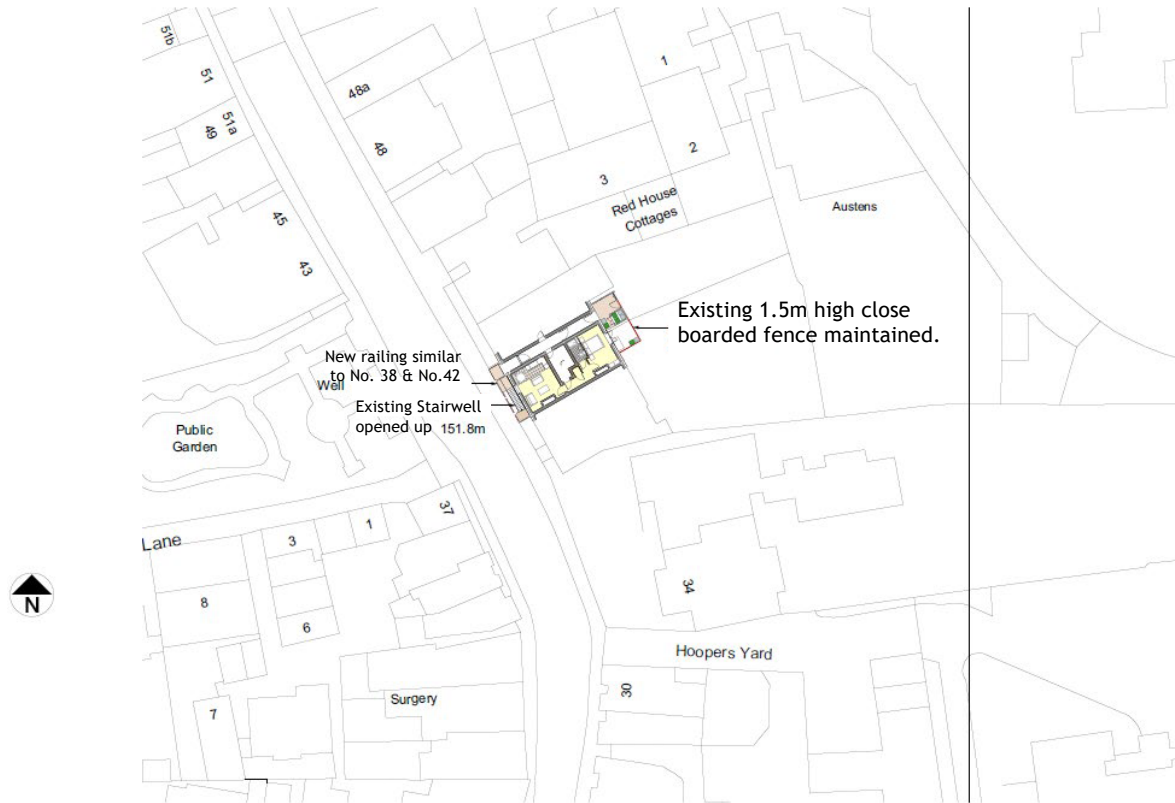 51b
51
51a
49
48a
48
1
2
3
Red House
Cottages
Austens
45
43
Existing 1.5m high close
boarded fence maintained.
New railing similar
to No. 38 & No.42
Well
Existing Stairwell
opened up
151.8m
Public
Garden
37
1
3
Lane
8
6
34
N
Hoopers Yard
30
Surgery
7